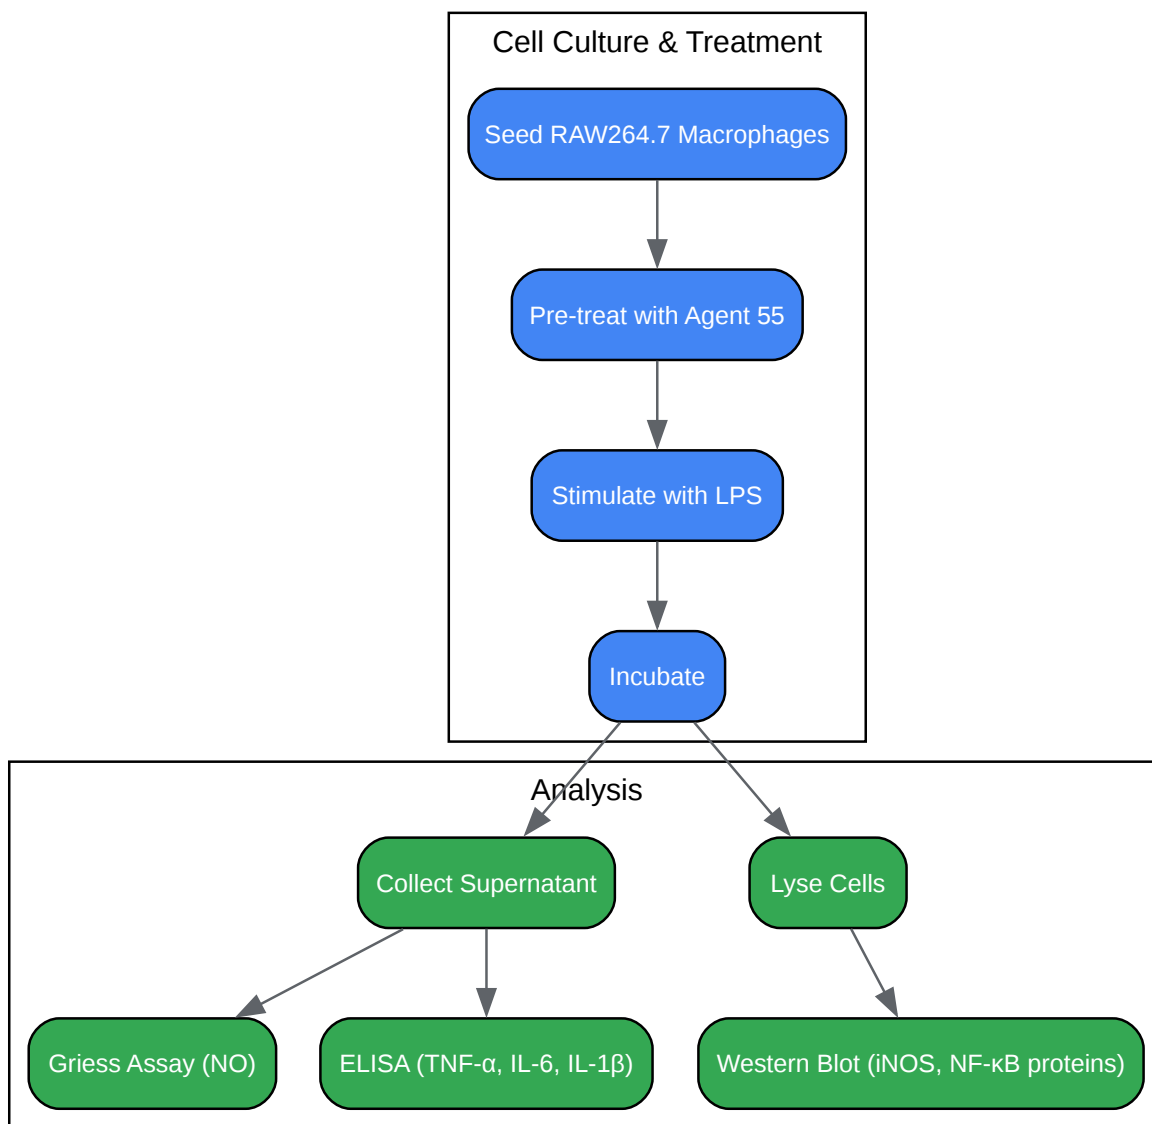 Cell Culture & Treatment
Seed RAW264.7 Macrophages
Pre-treat with Agent 55
Stimulate with LPS
Incubate
Analysis
Collect Supernatant
Lyse Cells
Griess Assay (NO)
ELISA (TNF-α, IL-6, IL-1β)
Western Blot (iNOS, NF-κB proteins)